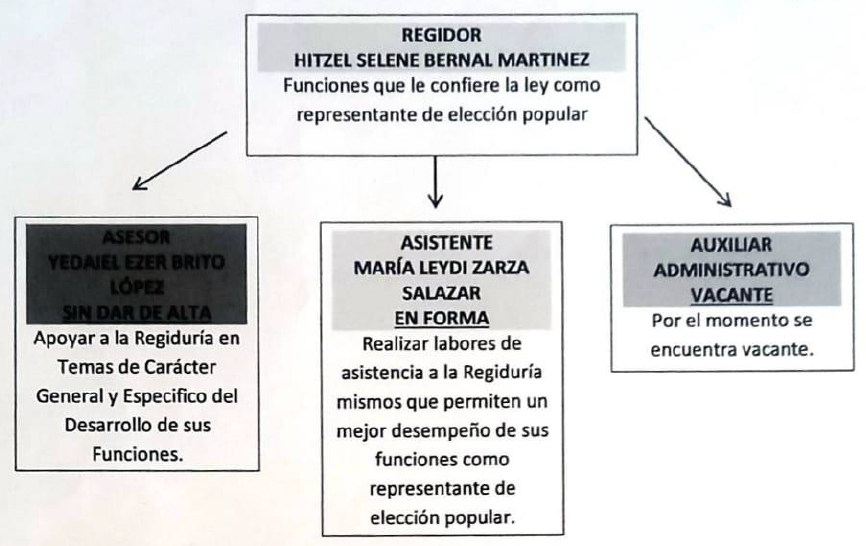 REGIDOR
HITZEL SELENE BERNAL MARTINEZ
Funciones que le confiere la ley como
representante de elección popular
ASESOR
YEDAIEL EZER BRITO
LÓPEZ
SIN DAR DE ALTA
Apoyar a la Regiduría en
Temas de Carácter
General y Especifico del
Desarrollo de sus
Funciones.
ASISTENTE
MARÍA LEYDI ZARZA
SALAZAR
EN FORMA
Realizar labores de
asistencia a la Regiduría
mismos que permiten un
mejor desempeño de sus
funciones como
representante de
elección popular.
AUXILIAR
ADMINISTRATIVO
VACANTE
Por el momento se
encuentra vacante.